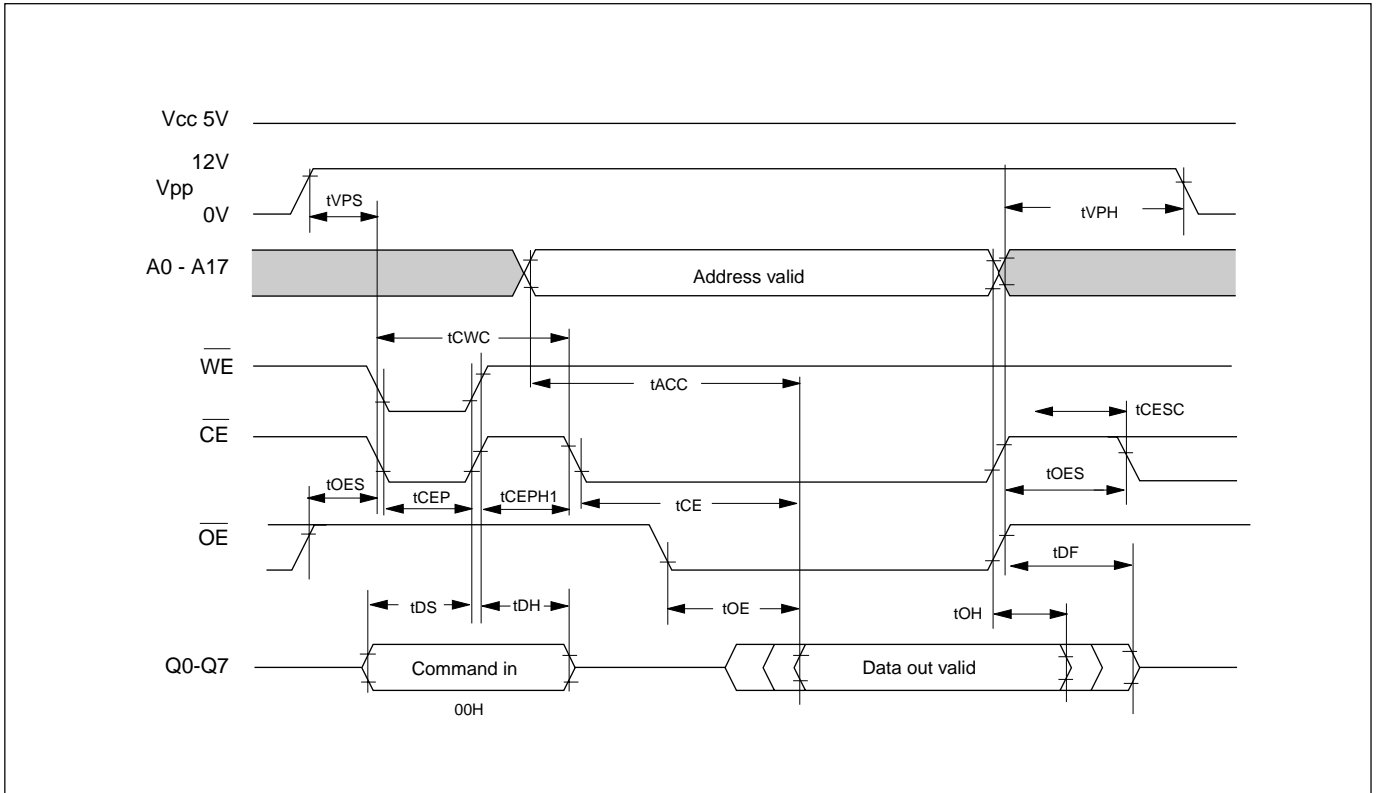 Vcc 5V
12V
Vpp
0V
tVPS
tVPH
A0 - A17
Address valid
tCWC
WE
tACC
tCESC
CE
tOES
tCEP
tCEPH1
tCE
tOES
OE
tDF
tDS
tDH
tOE
tOH
Q0-Q7
Command in
Data out valid
00H